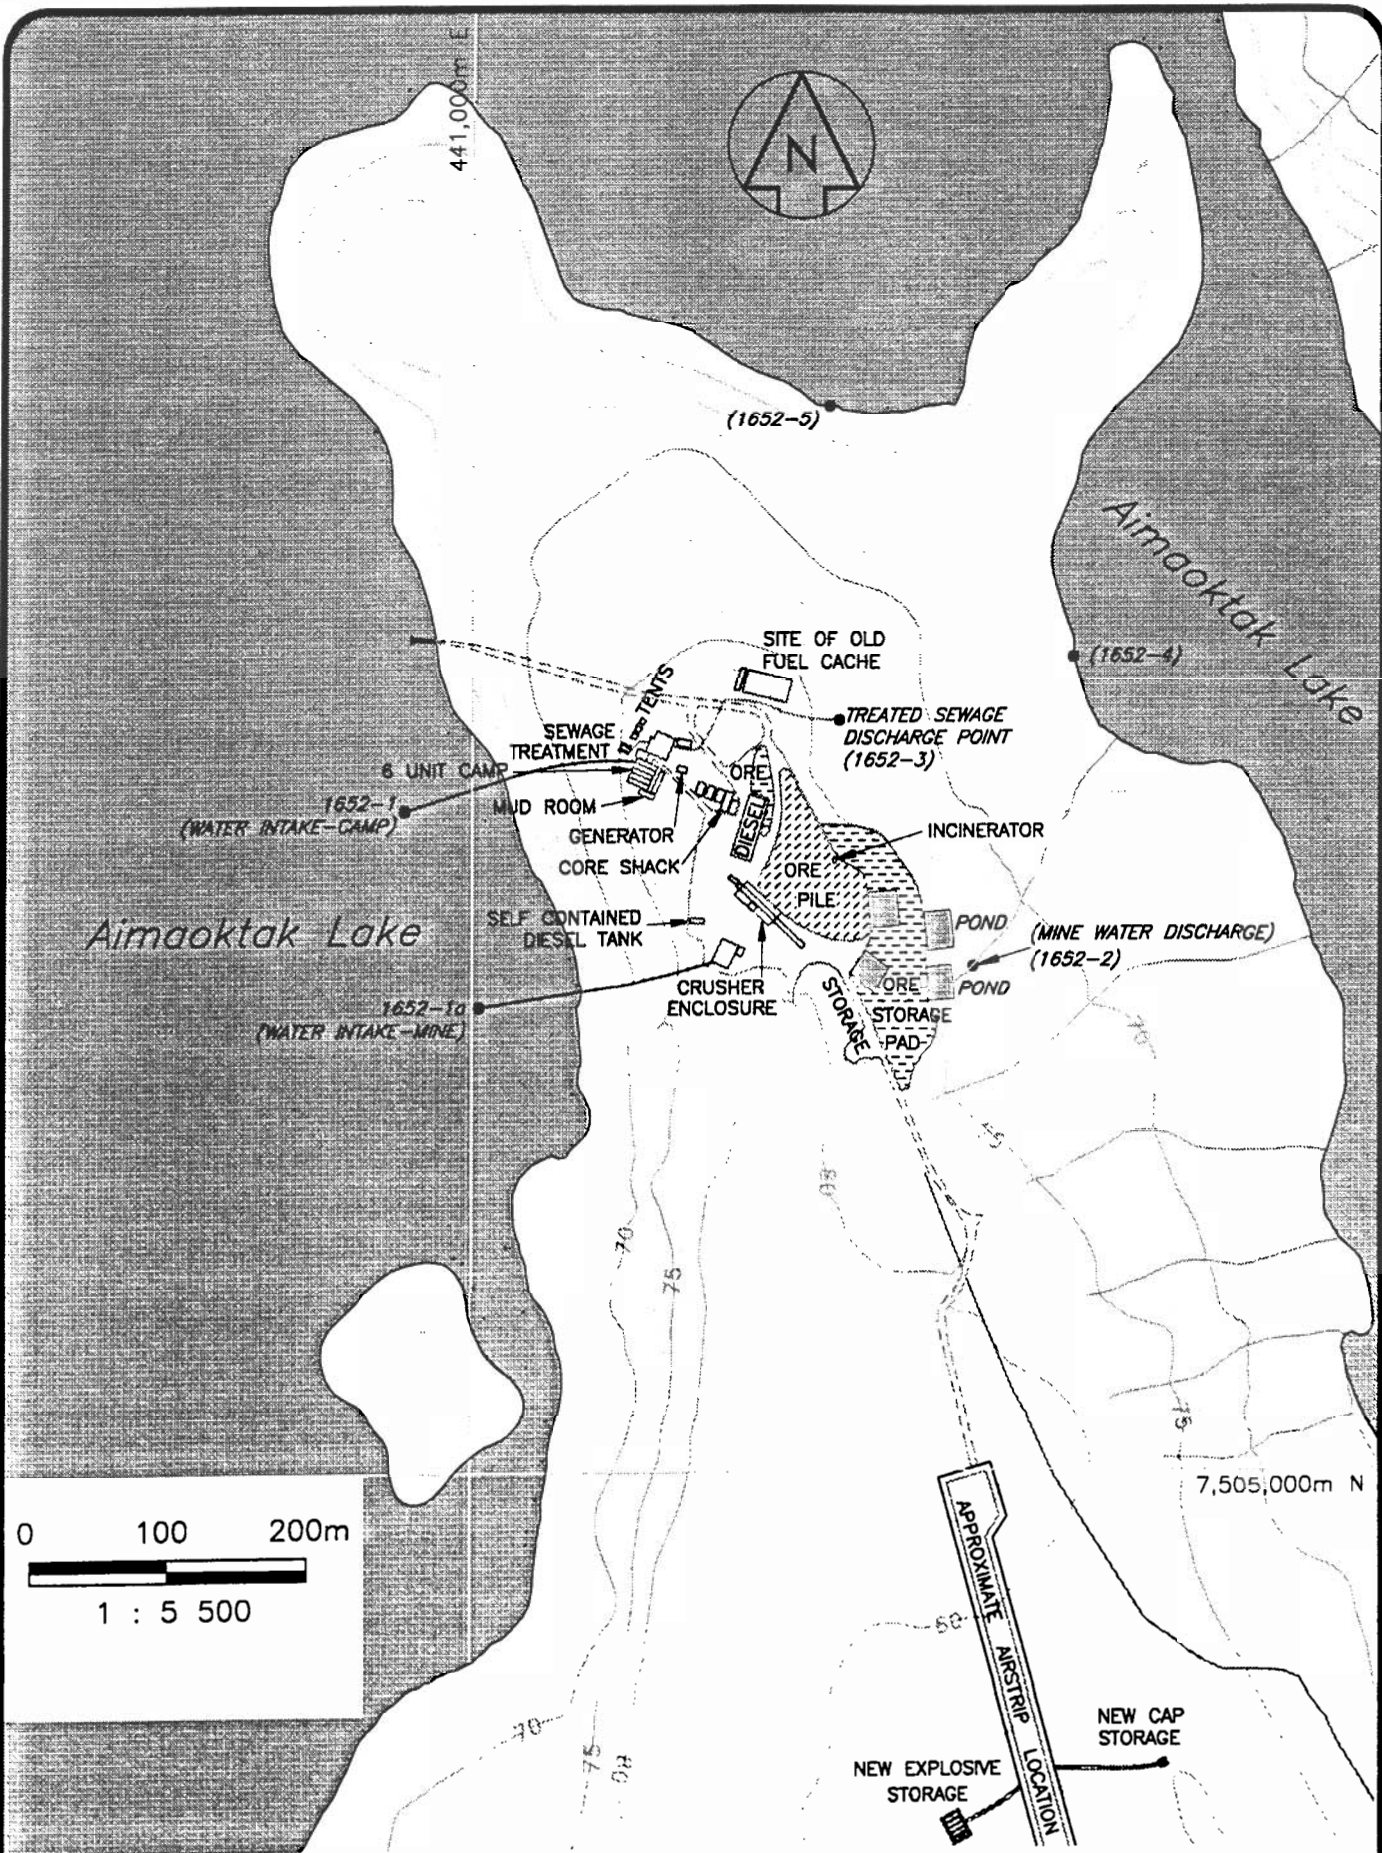 441,000m E
N
(1652-5)
Aimaoktak Lake
(1652-4)
SITE OF OLD
FUEL CACHE
TENTS
TREATED SEWAGE
DISCHARGE POINT
(1652-3)
SEWAGE
TREATMENT
6 UNIT CAMP
ORE
1652-1
(WATER INTAKE-CAMP)
MUD ROOM
DIESEL
GENERATOR
INCINERATOR
CORE SHACK
ORE
PILE
SELF CONTAINED
DIESEL TANK
POND
(MINE WATER DISCHARGE)
(1652-2)
Aimaoktak Lake
CRUSHER
ENCLOSURE
STORAGE
ORE
STORAGE
PAD
POND
1652-1a
(WATER INTAKE-MINE)
70
75
80
70
75
75
7,505,000m N
0 100 200m
1 : 5 500
APPROXIMATE AIRSTRIP LOCATION
70
75
80
NEW CAP
STORAGE
NEW EXPLOSIVE
STORAGE